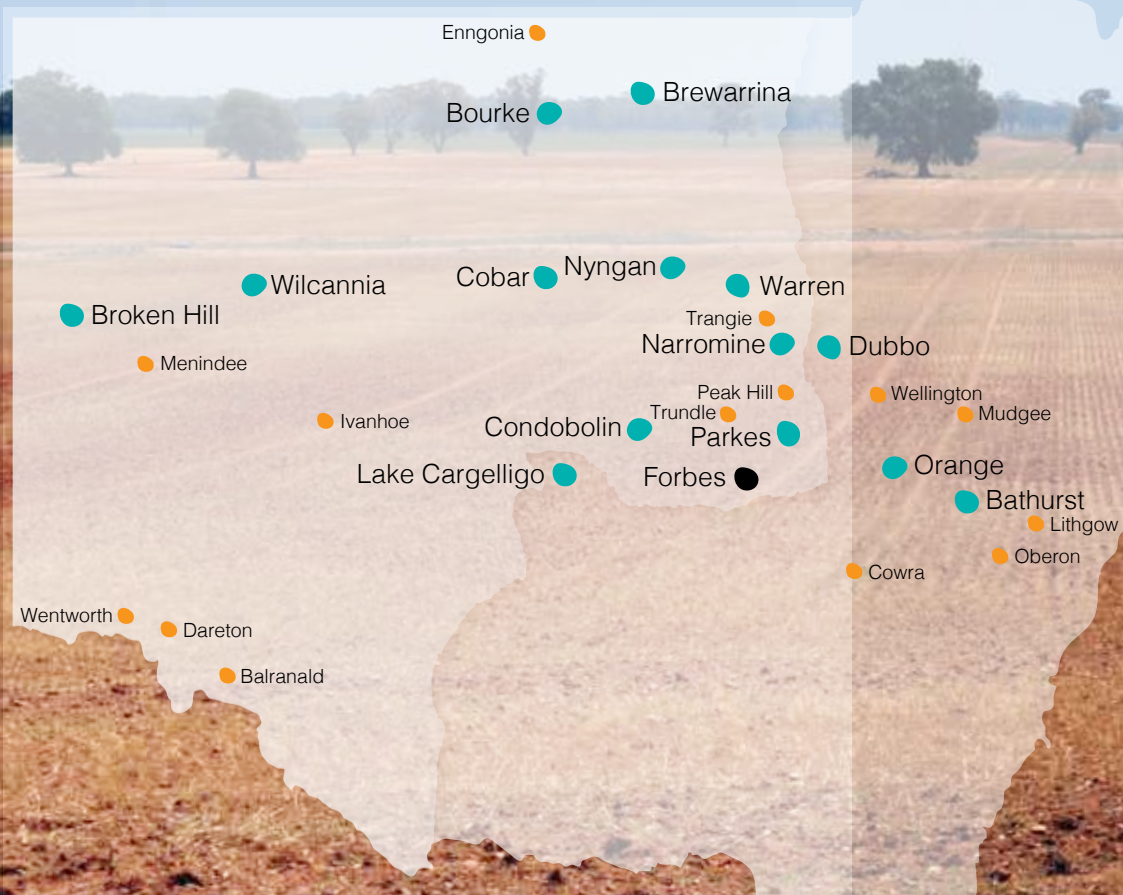 Enngonia
Brewarrina
Bourke
Nyngan
Cobar
Wilcannia
Warren
Broken Hill
Trangie
Narromine
Dubbo
Menindee
Peak Hill
Wellington
Trundle
Mudgee
Ivanhoe
Condobolin
Parkes
Orange
Lake Cargelligo
Forbes
Bathurst
Lithgow
Oberon
Cowra
Wentworth
Dareton
Balranald